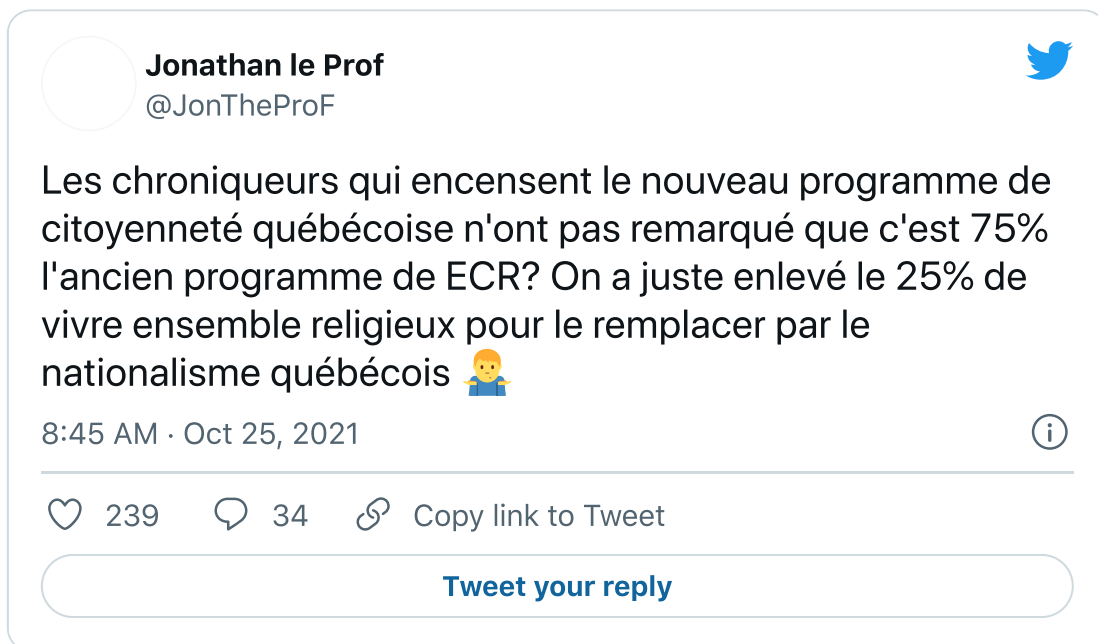 Jonathan le Prof
@JonTheProF
Les chroniqueurs qui encensent le nouveau programme de
citoyenneté québécoise n'ont pas remarqué que c'est 75%
l'ancien programme de ECR? On a juste enlevé le 25% de
vivre ensemble religieux pour le remplacer par le
nationalisme québécois 🤷‍♂️
8:45 AM · Oct 25, 2021
239 34 Copy link to Tweet
Tweet your reply